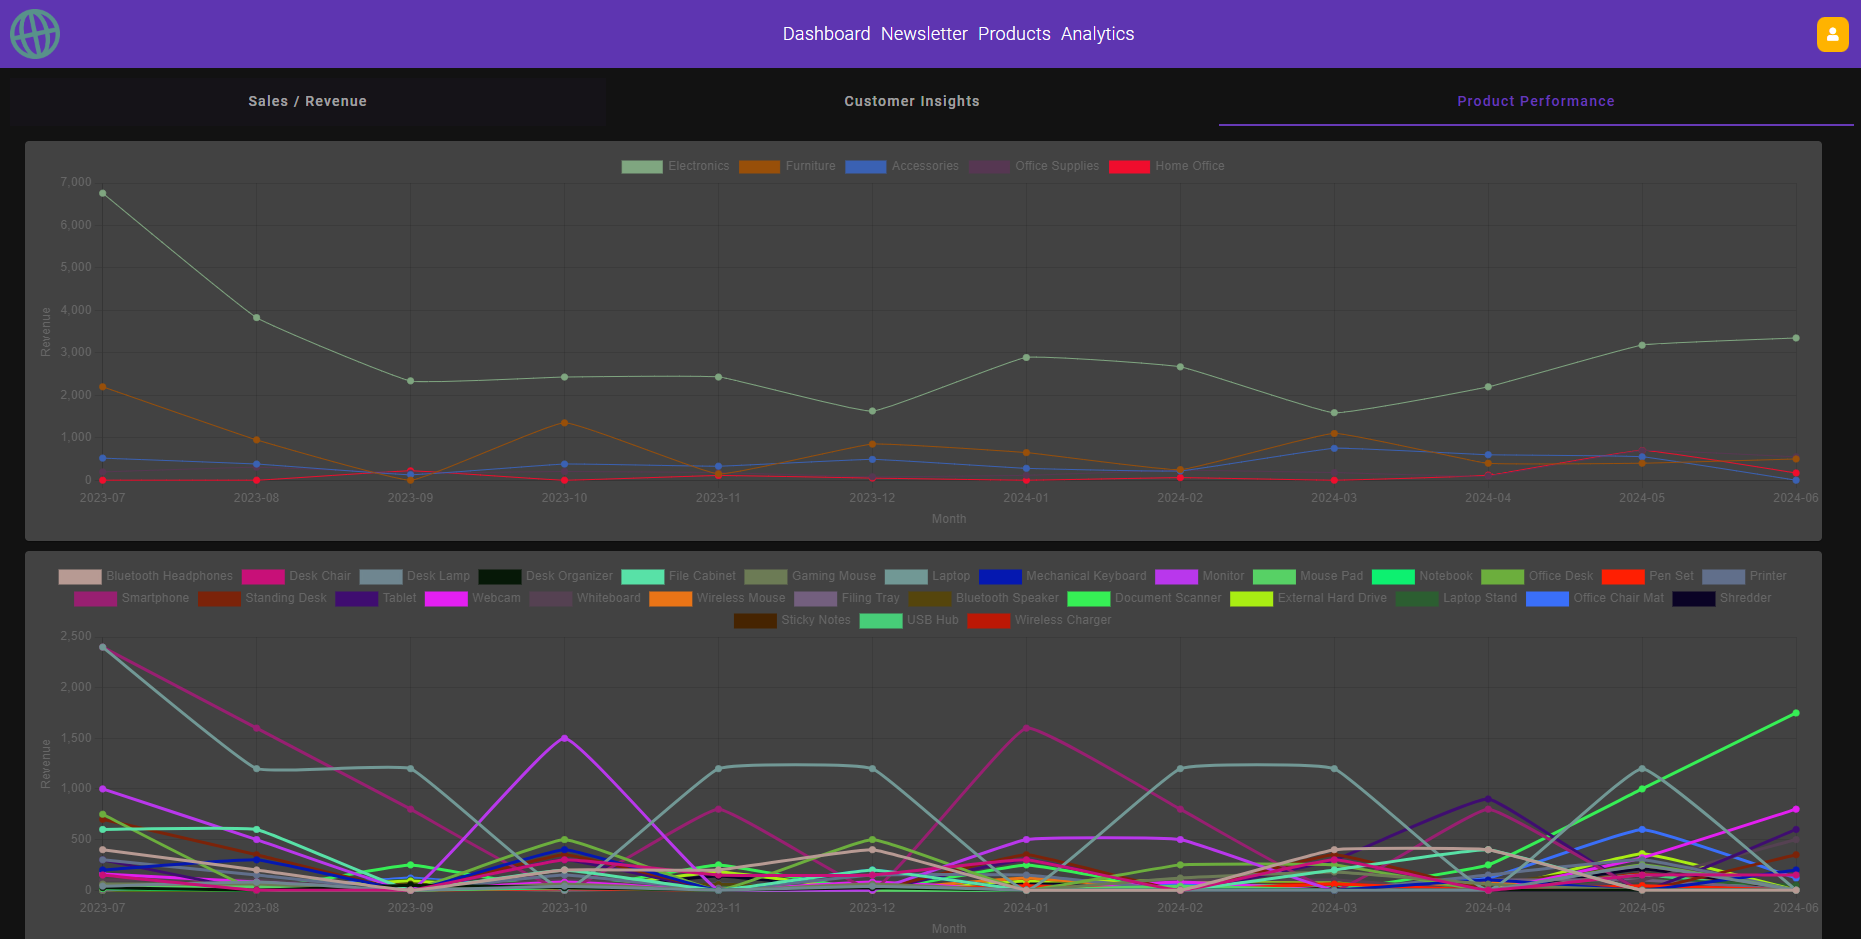 Dashboard Newsletter Products Analytics
Sales / Revenue Customer Insights Product Performance
Electronics Furniture Accessories Office Supplies Home Office
7,000
6,000
5,000
4,000
3,000
2,000
1,000
0
Revenue
2023-07 2023-08 2023-09 2023-10 2023-11 2023-12 2024-01 2024-02 2024-03 2024-04 2024-05 2024-06
Month
Bluetooth Headphones Desk Chair Desk Lamp Desk Organizer File Cabinet Gaming Mouse Laptop Mechanical Keyboard Monitor Mouse Pad Notebook Office Desk Pen Set Printer
Smartphone Standing Desk Tablet Webcam Whiteboard Wireless Mouse Filing Tray Bluetooth Speaker Document Scanner External Hard Drive Laptop Stand Office Chair Mat Shredder
Sticky Notes USB Hub Wireless Charger
2,500
2,000
1,500
1,000
500
0
Revenue
2023-07 2023-08 2023-09 2023-10 2023-11 2023-12 2024-01 2024-02 2024-03 2024-04 2024-05 2024-06
Month